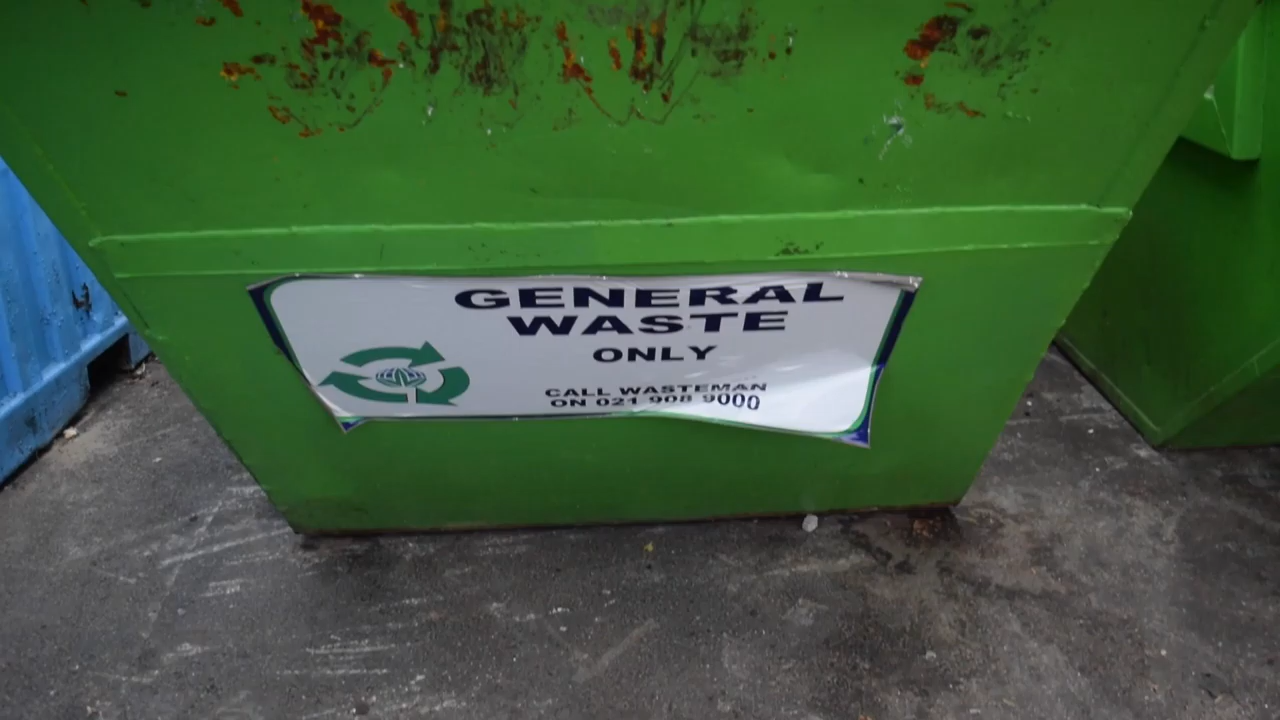 GENERAL
WASTE
ONLY
CALL WASTEMAN
ON 021 908 9000